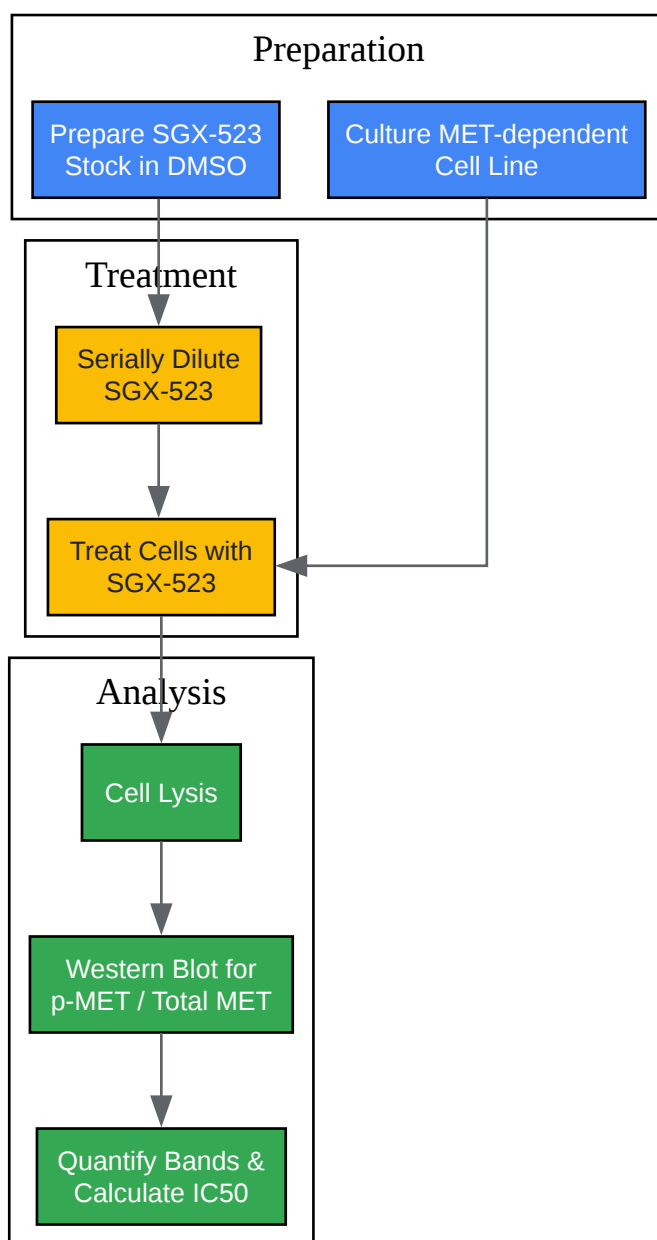 Preparation
Prepare SGX-523
Stock in DMSO
Culture MET-dependent
Cell Line
Treatment
Serially Dilute
SGX-523
Treat Cells with
SGX-523
Analysis
Cell Lysis
Western Blot for
p-MET / Total MET
Quantify Bands &
Calculate IC50